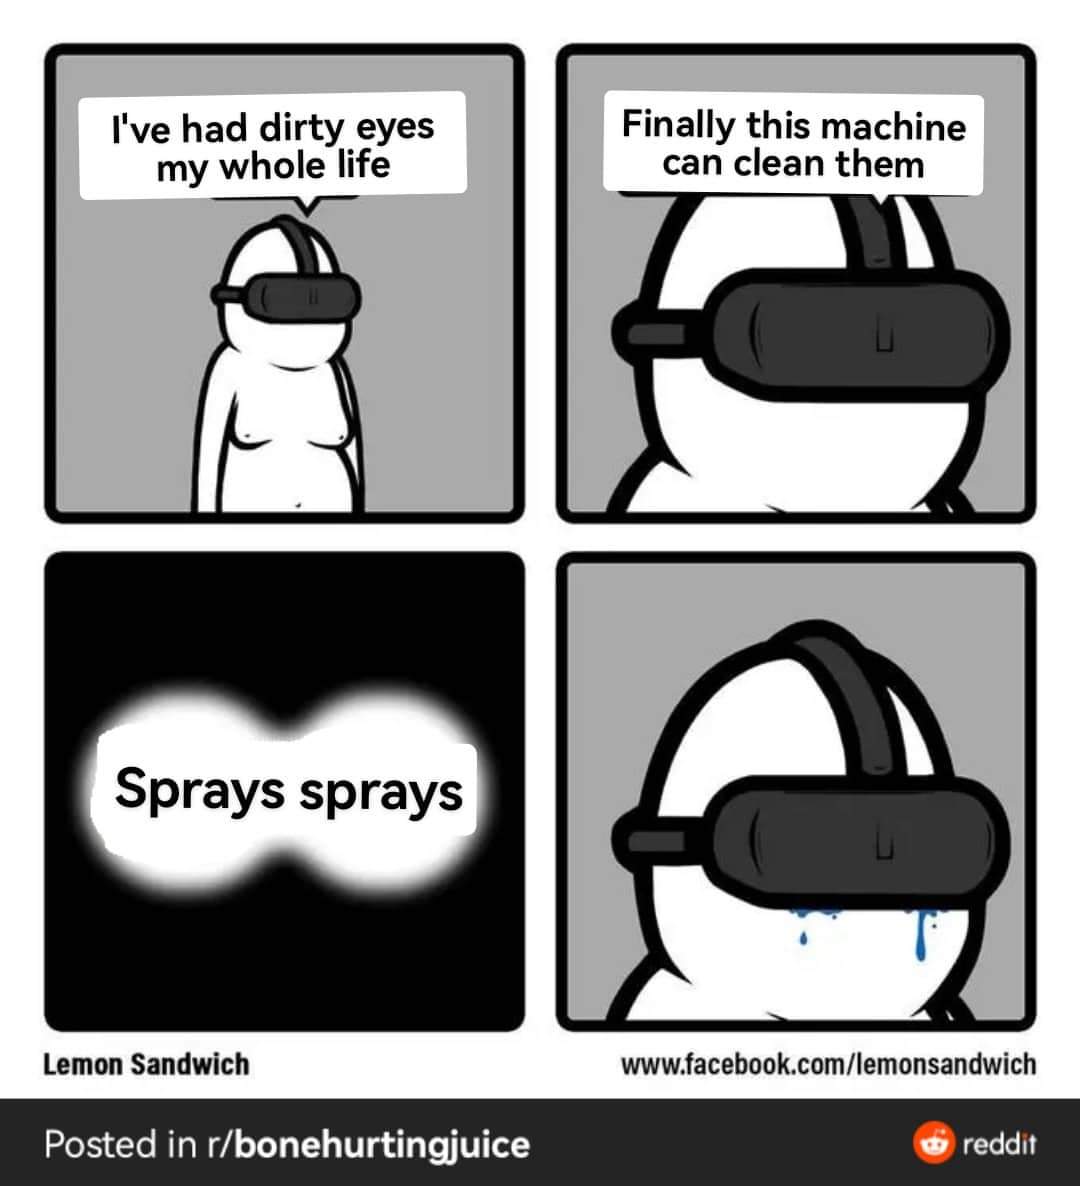 I've had dirty eyes
my whole life
Finally this machine
can clean them
Sprays sprays
Lemon Sandwich
www.facebook.com/lemonsandwich
Posted in r/bonehurtingjuice
reddit